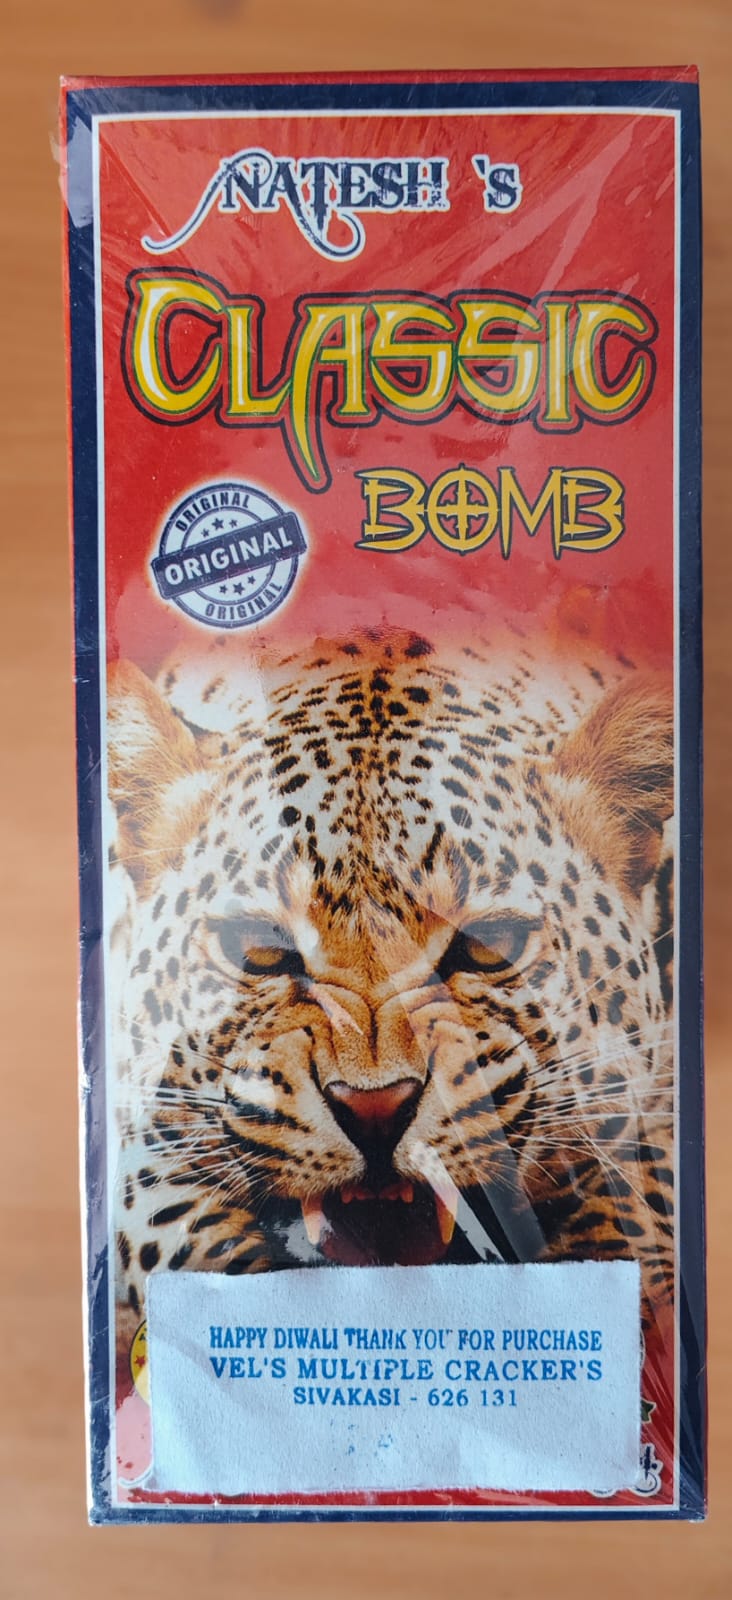 NATESH 's
CLASSIC
BOMB
ORIGINAL
ORIGINAL
ORIGINAL
HAPPY DIWALI THANK YOU FOR PURCHASE
VEL'S MULTIPLE CRACKER'S
SIVAKASI - 626 131